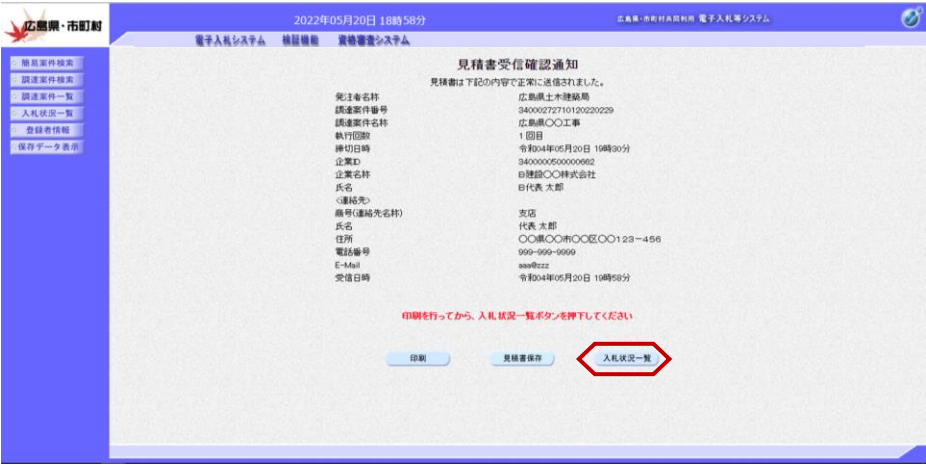 広島県・市町村
2022年05月20日 18時58分
広島県・市町村共同利用 電子入札等システム
電子入札システム 検証機能 資格審査システム
簡易案件検索
調達案件検索
調達案件一覧
入札状況一覧
登録者情報
保存データ表示
見積書受信確認通知
見積書は下記の内容で正常に送信されました。
発注者名称 広島県土木建築局
調達案件番号 34000272710120220229
調達案件名称 広島県〇〇工事
執行回数 1回目
締切日時 令和04年05月20日 19時30分
企業ID 3400000500000662
企業名称 B建設〇〇株式会社
氏名 B代表 太郎
<連絡先>
商号(連絡先名称) 支店
氏名 代表 太郎
住所 〇〇県〇〇市〇〇区〇〇123-456
電話番号 999-999-9999
E-Mail aaa@zzz
受信日時 令和04年05月20日 19時58分
印刷を行ってから、入札状況一覧ボタンを押下してください
印刷 見積書保存 入札状況一覧